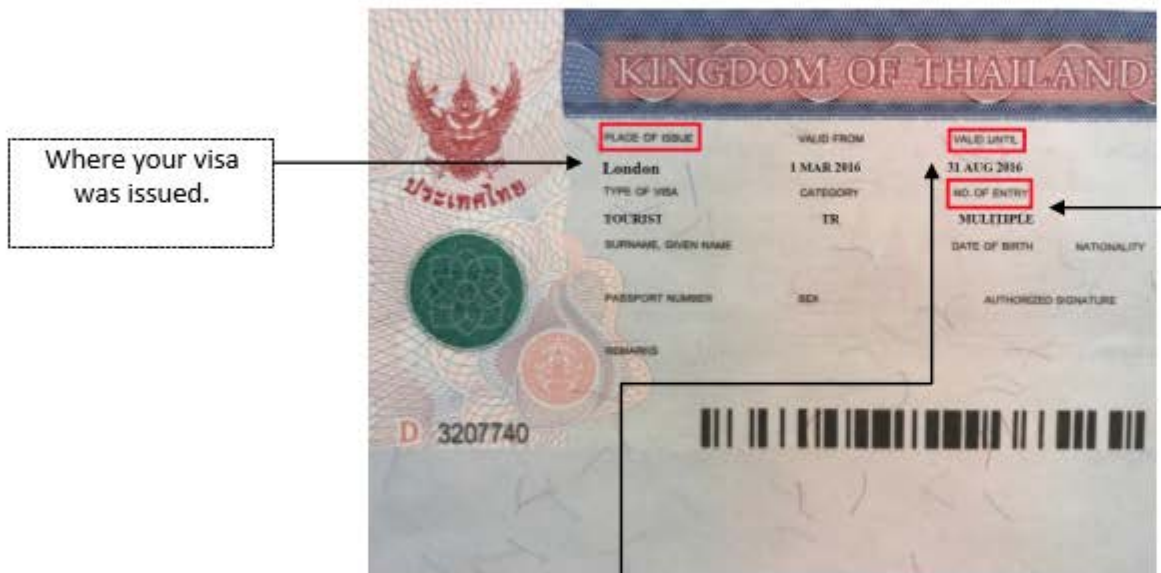 KINGDOM OF THAILAND
ประเทศไทย
Where your visa
was issued.
PLACE OF ISSUE VALID FROM VALID UNTIL
London 1 MAR 2016 31 AUG 2016
TYPE OF VISA CATEGORY NO. OF ENTRY
TOURIST TR MULTIIPLE
SURNAME, GIVEN NAME DATE OF BIRTH NATIONALITY
PASSPORT NUMBER SEX AUTHORIZED SIGNATURE
REMARKS
D 3207740